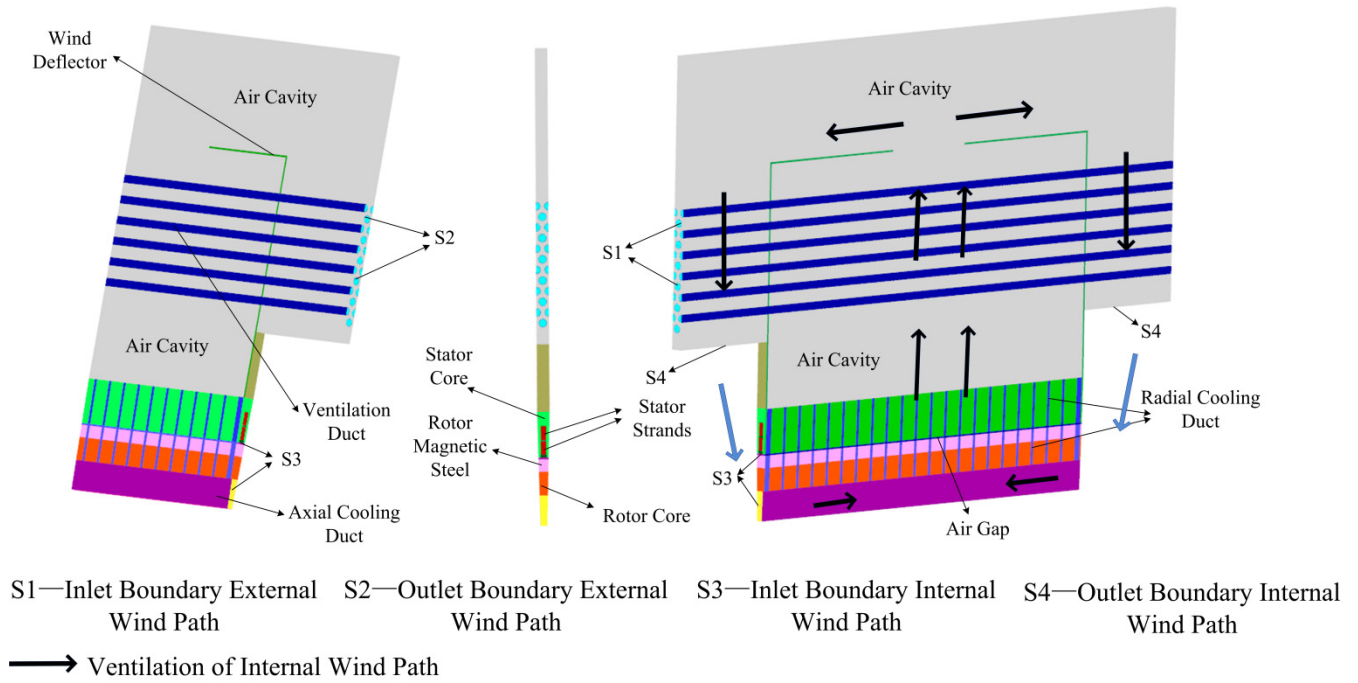 Wind
Deflector
Air Cavity
S2
Air Cavity
Ventilation
Duct
S3
Axial Cooling
Duct
Stator
Core
Rotor
Magnetic
Steel
Stator
Strands
Rotor Core
Air Cavity
S1
S4
Air Cavity
S4
Radial Cooling
Duct
S3
Air Gap
S1—Inlet Boundary External
Wind Path
S2—Outlet Boundary External
Wind Path
S3—Inlet Boundary Internal
Wind Path
S4—Outlet Boundary Internal
Wind Path
Ventilation of Internal Wind Path